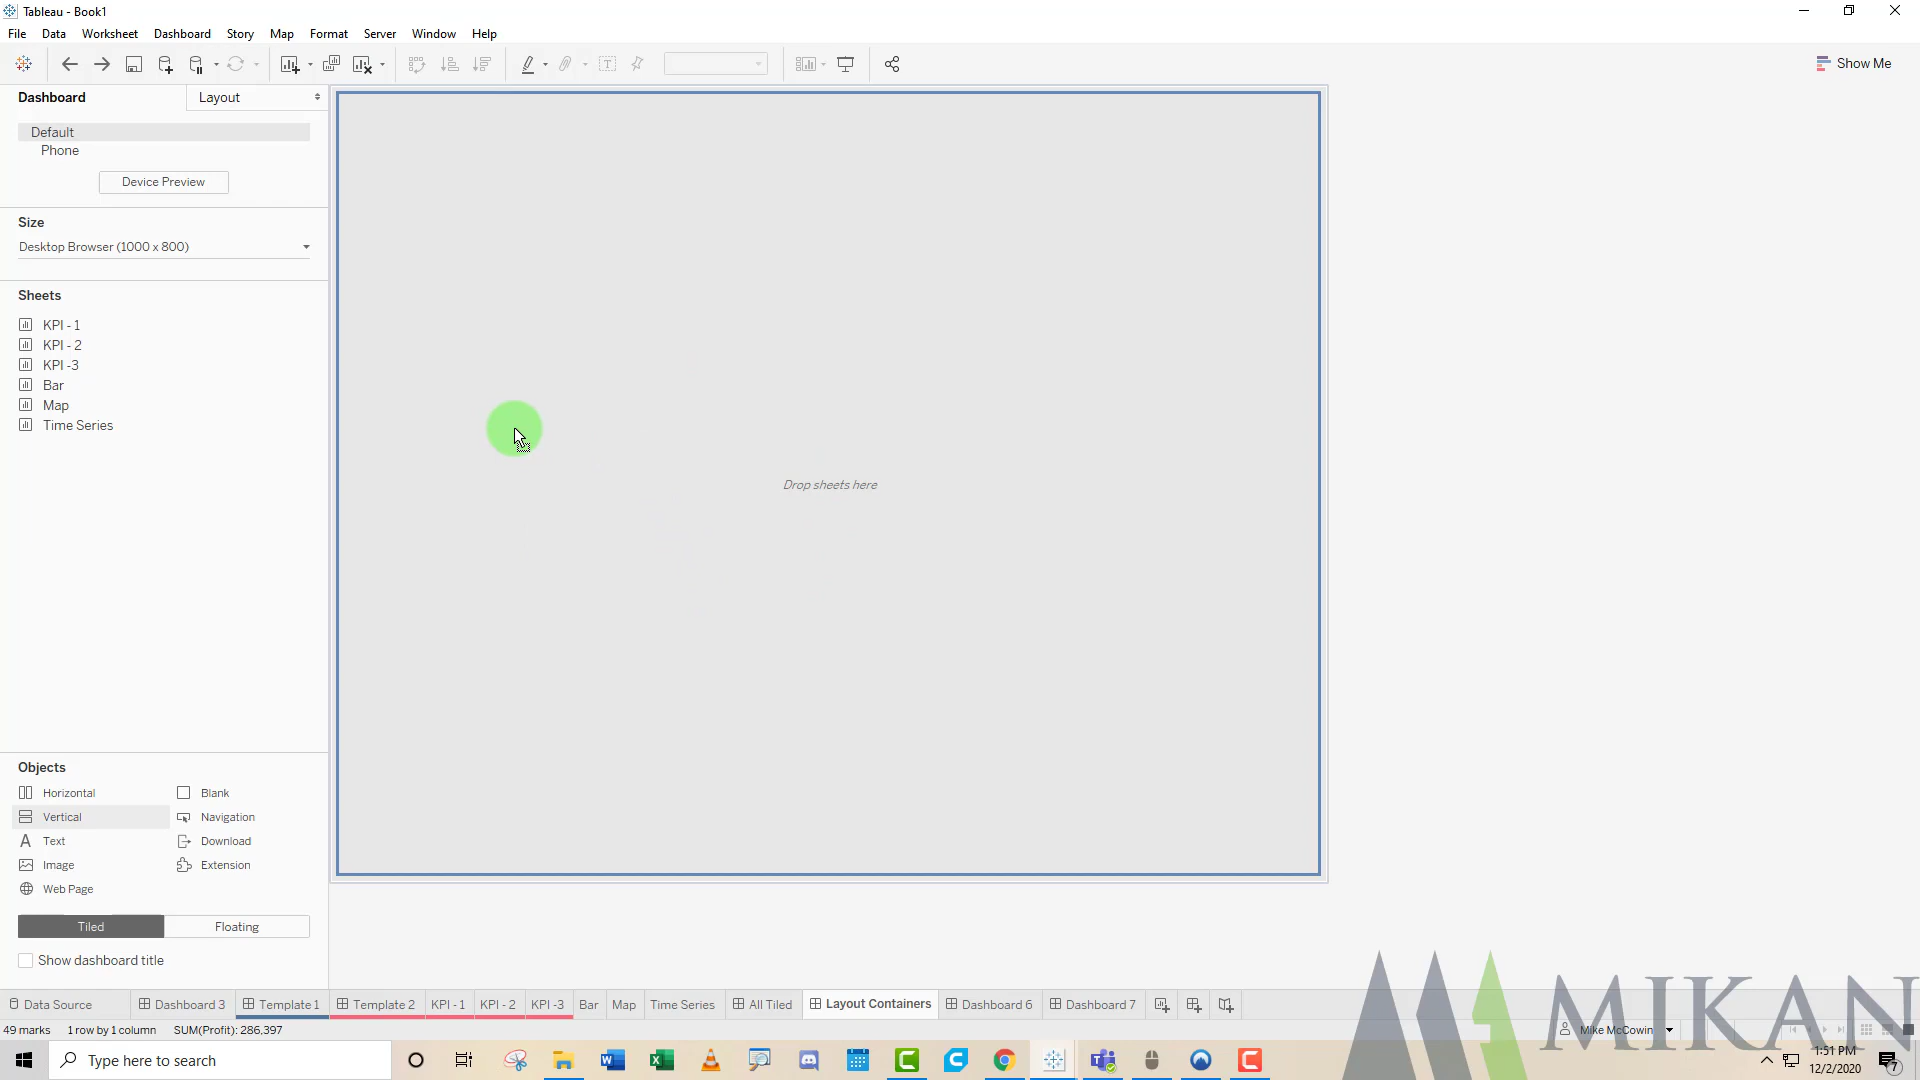 Tableau - Book1
File Data Worksheet Dashboard Story Map Format Server Window Help
Show Me
Dashboard Layout
Default
Phone
Device Preview
Size
Desktop Browser (1000 x 800)
Sheets
KPI - 1
KPI - 2
KPI -3
Bar
Map
Time Series
Drop sheets here
Objects
Horizontal Blank
Vertical Navigation
Text Download
Image Extension
Web Page
Tiled Floating
Show dashboard title
Data Source Dashboard 3 Template 1 Template 2 KPI - 1 KPI - 2 KPI -3 Bar Map Time Series All Tiled Layout Containers Dashboard 6 Dashboard 7
49 marks 1 row by 1 column SUM(Profit): 286,397 Mike McCowin
MIKAN
Type here to search
1:51 PM
12/2/2020
7